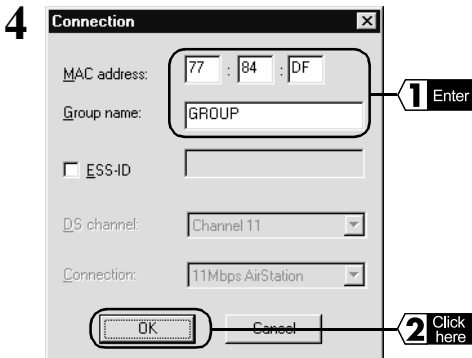 4
Connection
MAC address: 77 : 84 : DF
1 Enter
Group name: GROUP
ESS-ID
DS channel: Channel 11
Connection: 11Mbps AirStation
OK Cancel
2 Click here